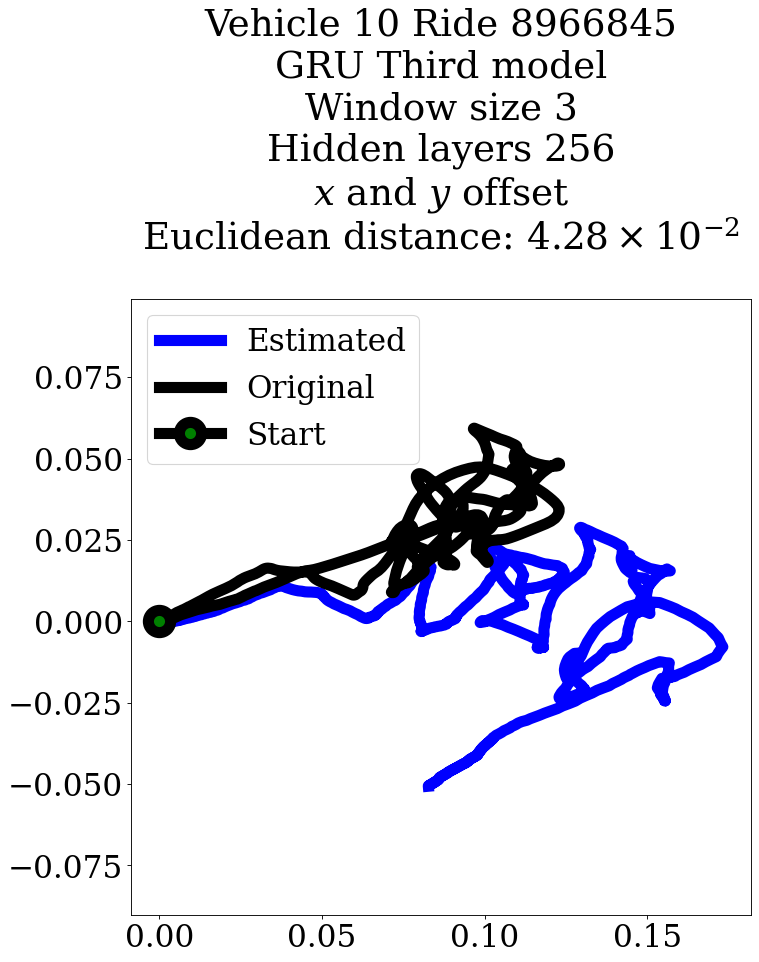 Vehicle 10 Ride 8966845
GRU Third model
Window size 3
Hidden layers 256
x and y offset
Euclidean distance: 4.28 × 10⁻²
Estimated
Original
Start
0.075
0.050
0.025
0.000
−0.025
−0.050
−0.075
0.00 0.05 0.10 0.15